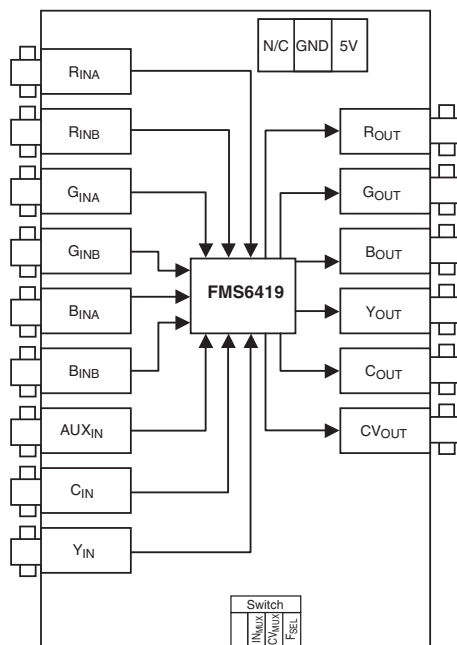 N/C GND 5V
RINA
RINB
GINA
GINB
BINA
BINB
AUXIN
CIN
YIN
FMS6419
ROUT
GOUT
BOUT
YOUT
COUT
CVOUT
Switch
INMUX
CVMUX
FSEL